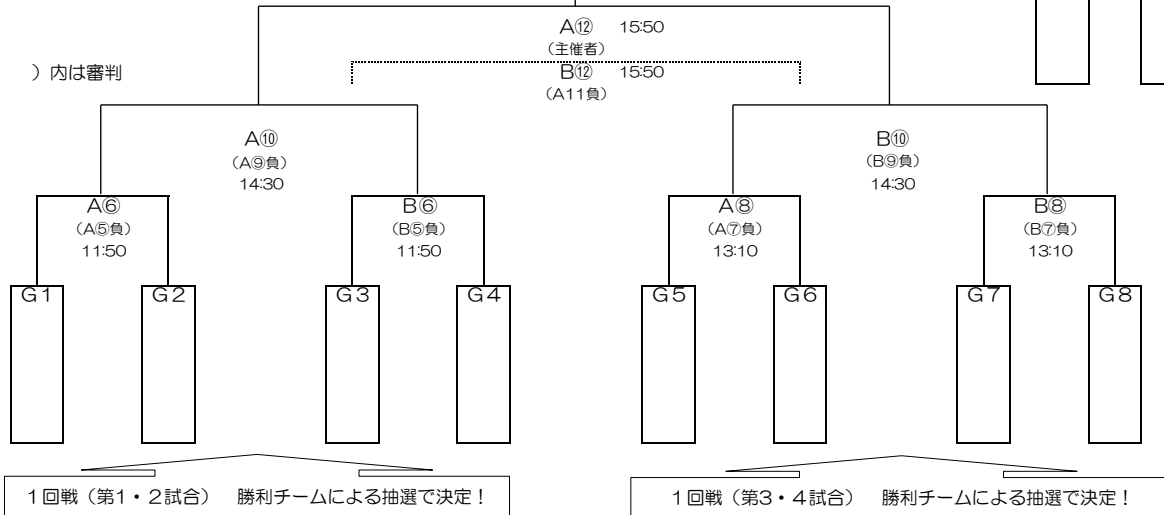 A⑫ 15:50
（主催者）
）内は審判
B⑫ 15:50
（A11負）
A⑩
（A⑨負）
14:30
B⑩
（B⑨負）
14:30
A⑥
（A⑤負）
11:50
B⑥
（B⑤負）
11:50
A⑧
（A⑦負）
13:10
B⑧
（B⑦負）
13:10
G1 G2 G3 G4 G5 G6 G7 G8
1回戦（第1・2試合） 勝利チームによる抽選で決定！
1回戦（第3・4試合） 勝利チームによる抽選で決定！